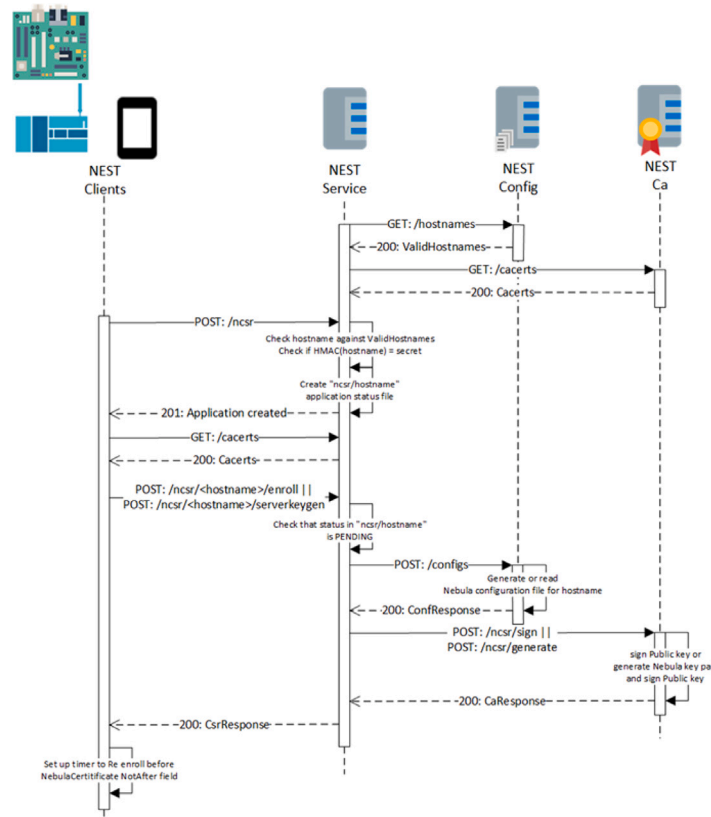 NEST
Clients
NEST
Service
NEST
Config
NEST
Ca
GET: /hostnames
200: ValidHostnames
GET: /cacerts
200: Cacerts
POST: /ncsr
Check hostname against ValidHostnames
Check if HMAC(hostname) = secret
Create "ncsr/hostname"
application status file
201: Application created
GET: /cacerts
200: Cacerts
POST: /ncsr/<hostname>/enroll ||
POST: /ncsr/<hostname>/serverkeygen
Check that status in "ncsr/hostname"
is PENDING
POST: /configs
Generate or read
Nebula configuration file for hostname
200: ConfResponse
POST: /ncsr/sign ||
POST: /ncsr/generate
sign Public key or
generate Nebula key pa
and sign Public key
200: CaResponse
200: CsrResponse
Set up timer to Re enroll before
NebulaCertitificate NotAfter field